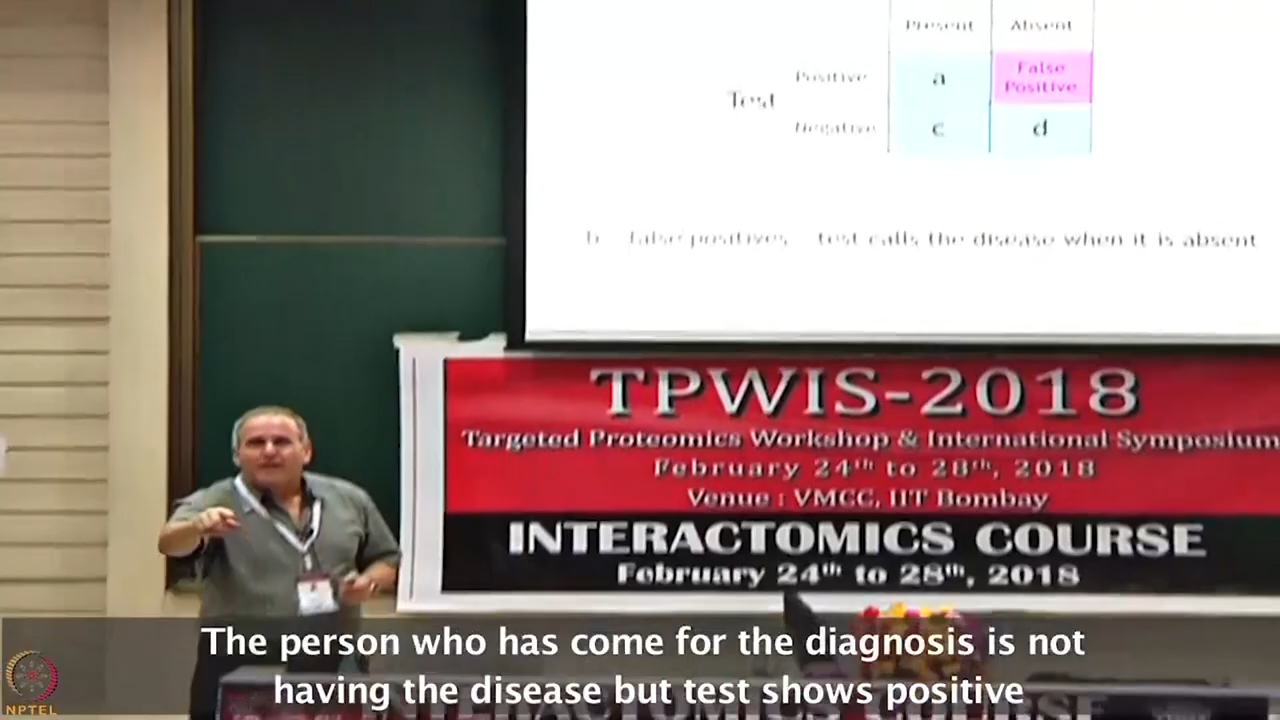 Present Absent
Positive a False Positive
Test
Negative c d
b false positives test calls the disease when it is absent
TPWIS-2018
Targeted Proteomics Workshop & International Symposium
February 24th to 28th, 2018
Venue : VMCC, IIT Bombay
INTERACTOMICS COURSE
February 24th to 28th, 2018
The person who has come for the diagnosis is not
having the disease but test shows positive
NPTEL
INTERACTOMICS COURSE